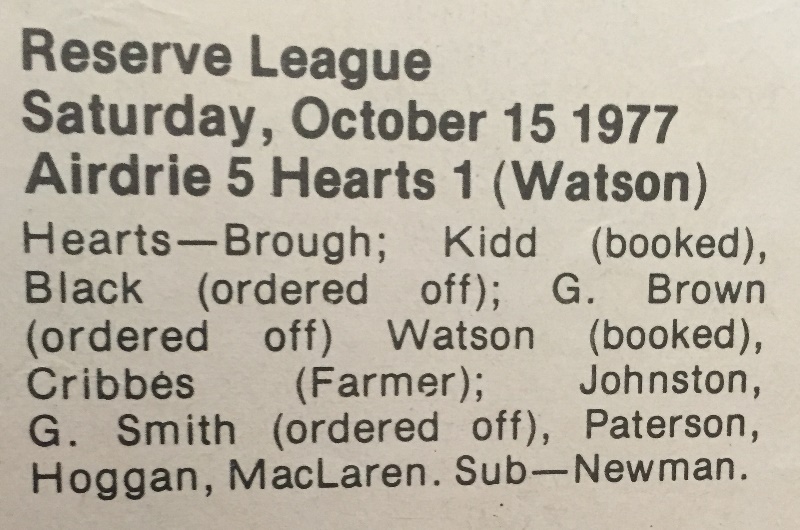 Reserve League
Saturday, October 15 1977
Airdrie 5 Hearts 1 (Watson)
Hearts—Brough; Kidd (booked),
Black (ordered off); G. Brown
(ordered off) Watson (booked),
Cribbes (Farmer); Johnston,
G. Smith (ordered off), Paterson,
Hoggan, MacLaren. Sub—Newman.